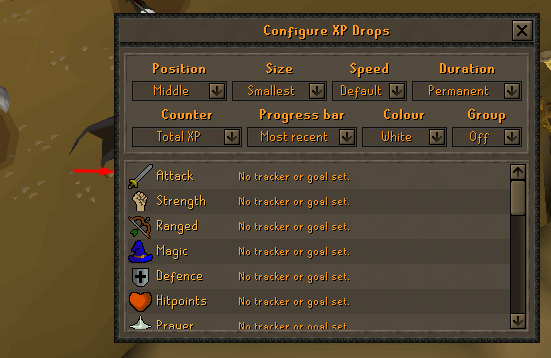 Configure XP Drops
Position Size Speed Duration
Middle Smallest Default Permanent
Counter Progress bar Colour Group
Total XP Most recent White Off
Attack No tracker or goal set.
Strength No tracker or goal set.
Ranged No tracker or goal set.
Magic No tracker or goal set.
Defence No tracker or goal set.
Hitpoints No tracker or goal set.
Prayer No tracker or goal set.